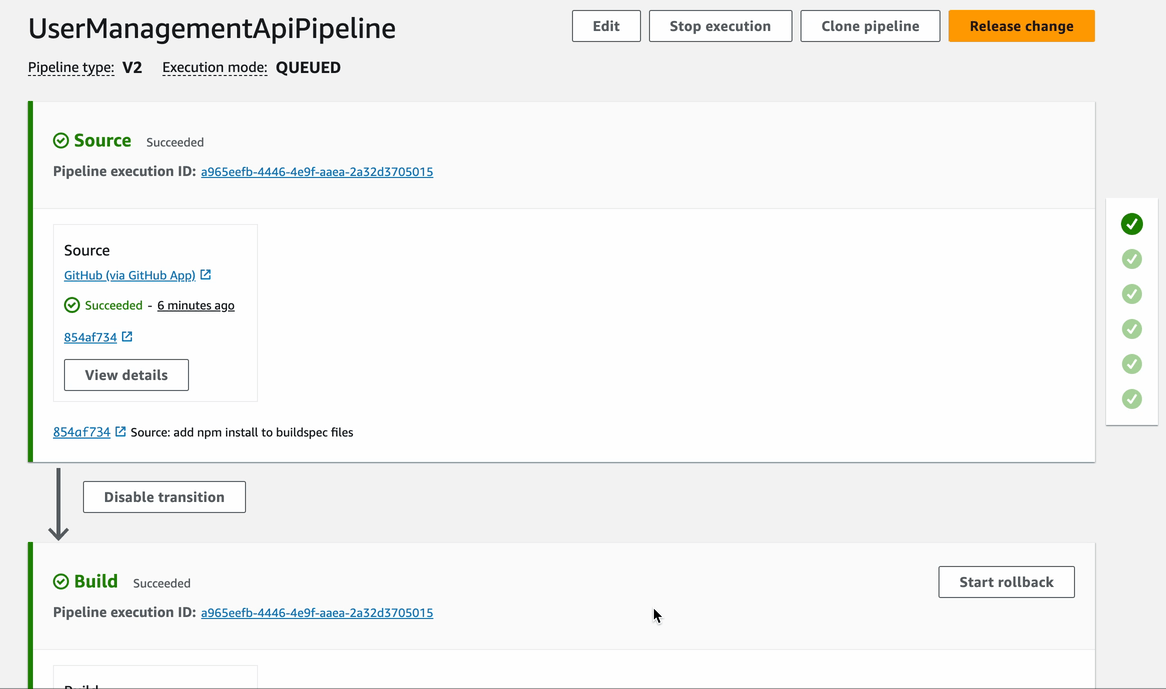 UserManagementApiPipeline
Edit
Stop execution
Clone pipeline
Release change
Pipeline type: V2 Execution mode: QUEUED
Source Succeeded
Pipeline execution ID: a965eefb-4446-4e9f-aaea-2a32d3705015
Source
GitHub (via GitHub App)
Succeeded - 6 minutes ago
854af734
View details
854af734 Source: add npm install to buildspec files
Disable transition
Build Succeeded
Start rollback
Pipeline execution ID: a965eefb-4446-4e9f-aaea-2a32d3705015